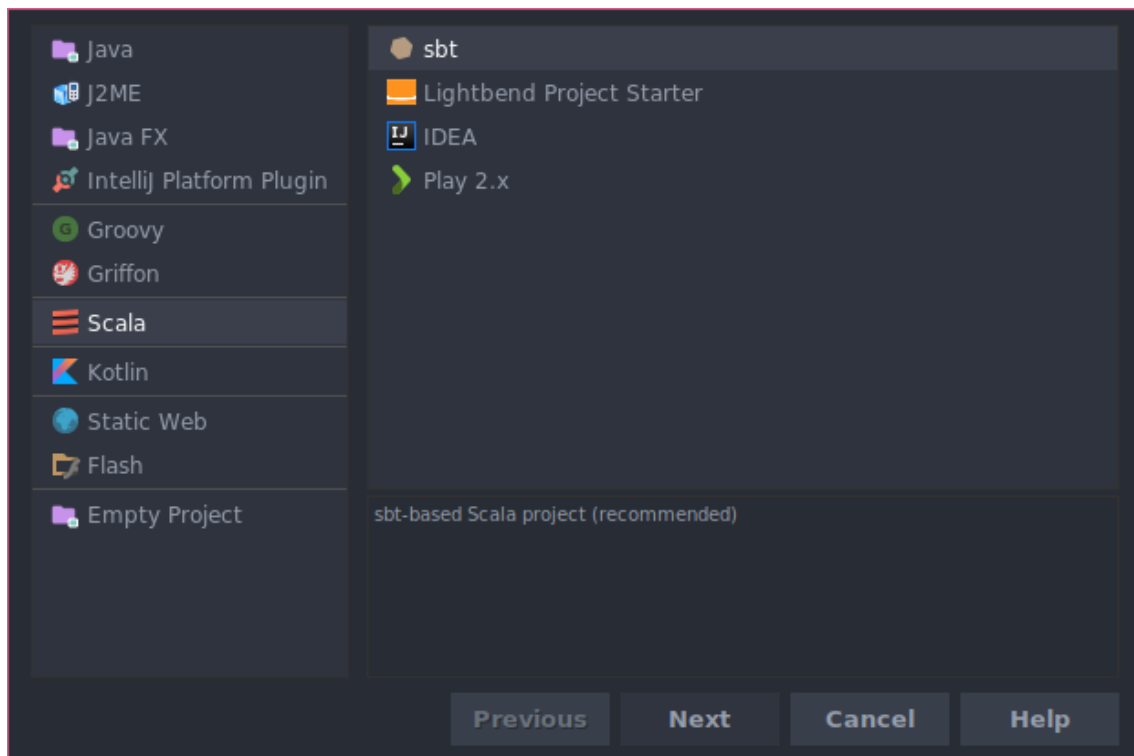 Java
J2ME
Java FX
IntelliJ Platform Plugin
Groovy
Griffon
Scala
Kotlin
Static Web
Flash
Empty Project
sbt
Lightbend Project Starter
IDEA
Play 2.x
sbt-based Scala project (recommended)
Previous Next Cancel Help